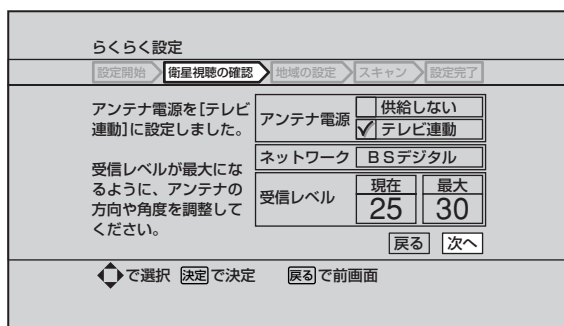 らくらく設定
設定開始 衛星視聴の確認 地域の設定 スキャン 設定完了
アンテナ電源を[テレビ
連動]に設定しました。
受信レベルが最大にな
るように、アンテナの
方向や角度を調整して
ください。
アンテナ電源
供給しない
テレビ連動
ネットワーク BSデジタル
受信レベル
現在 最大
25 30
戻る 次へ
で選択 決定で決定 戻るで前画面